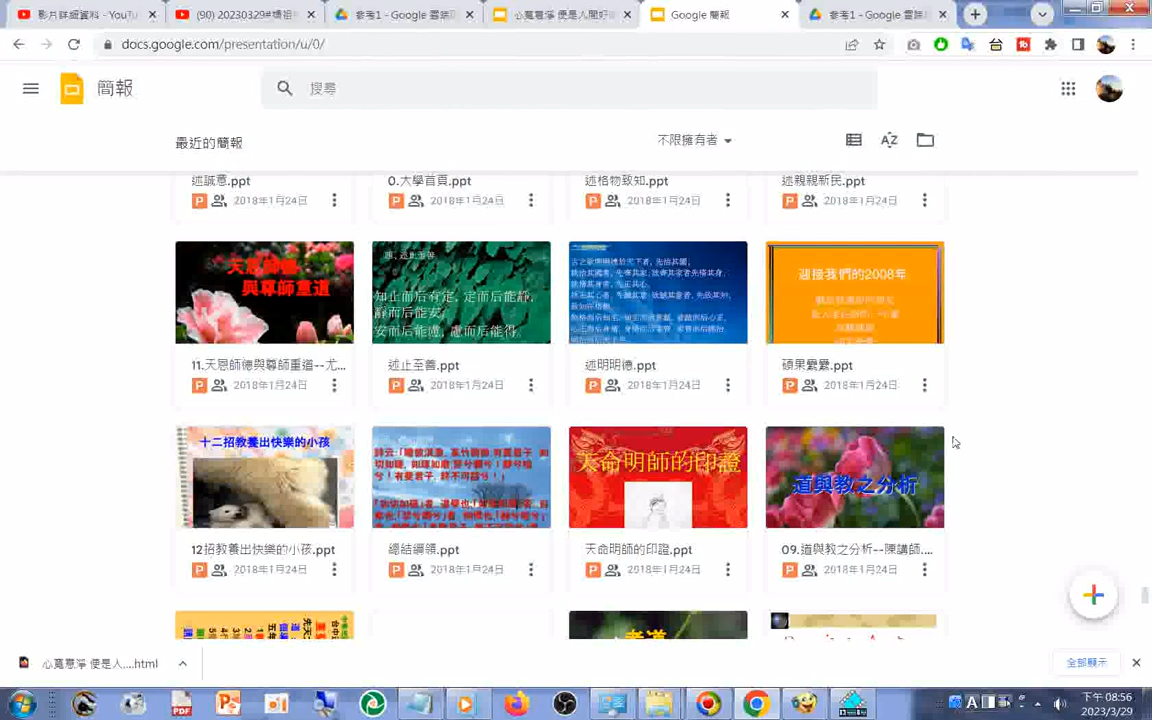 影片詳細資料 - YouTu
(90) 20230329#媽祖
參考1 - Google 雲端
心寬意淨 便是人間好
Google 簡報
參考1 - Google 雲端
docs.google.com/presentation/u/0/
簡報
搜尋
最近的簡報
不限擁有者
述誠意.ppt
0.大學首頁.ppt
述格物致知.ppt
述親親新民.ppt
2018年1月24日
2018年1月24日
2018年1月24日
2018年1月24日
天恩師德
與尊師重道
知止而后有定, 定而后能靜,
靜而后能安,
安而后能慮, 慮而后能得.
迎接我們的2008年
11.天恩師德與尊師重道--尤...
述止至善.ppt
述明明德.ppt
碩果纍纍.ppt
2018年1月24日
2018年1月24日
2018年1月24日
2018年1月24日
十二招教養出快樂的小孩
天命明師的印證
道與教之分析
12招教養出快樂的小孩.ppt
總結綱領.ppt
天命明師的印證.ppt
09.道與教之分析--陳講師....
2018年1月24日
2018年1月24日
2018年1月24日
2018年1月24日
孝道
心寬意淨 便是人....html
全部顯示
下午 08:56
2023/3/29